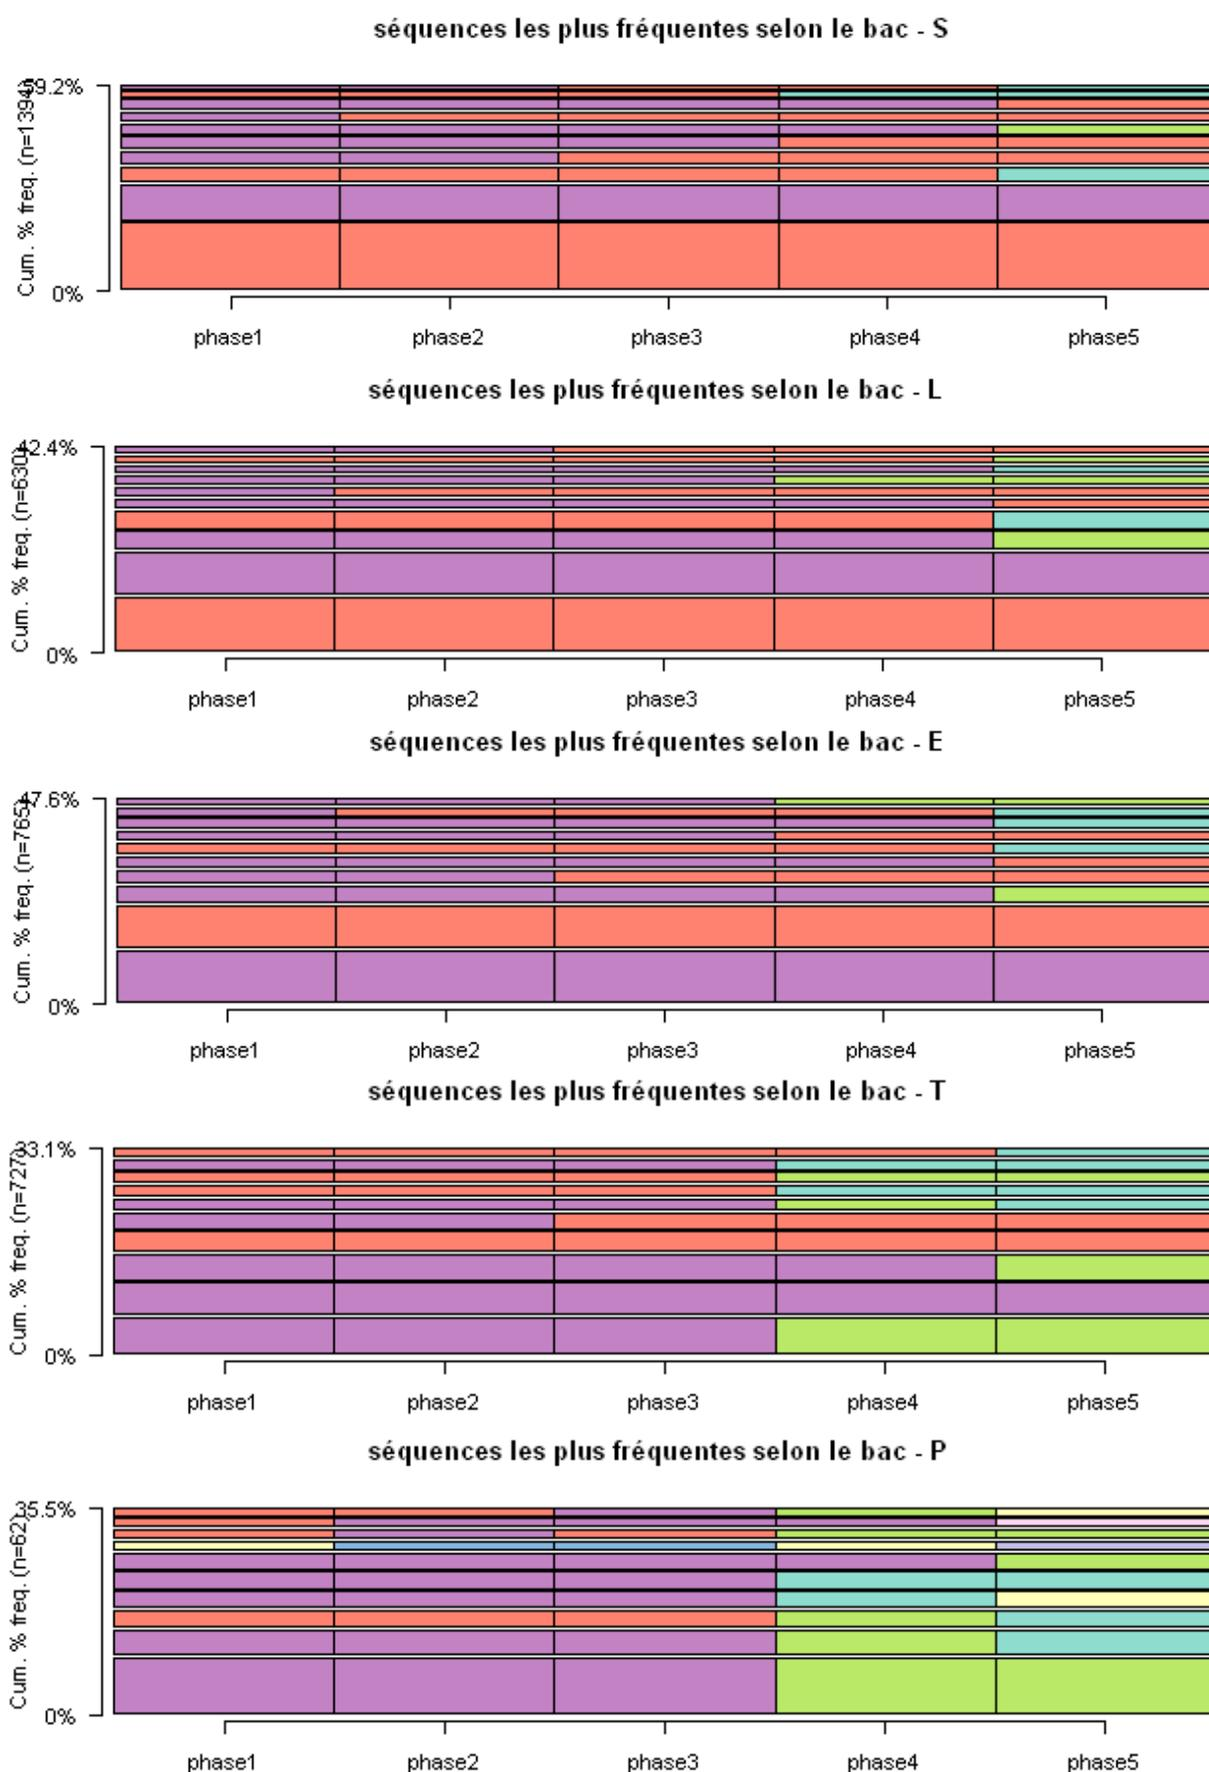 séquences les plus fréquentes selon le bac - S
59.2%
Cum. % freq. (n=1394)
0%
phase1 phase2 phase3 phase4 phase5
séquences les plus fréquentes selon le bac - L
42.4%
Cum. % freq. (n=630)
0%
phase1 phase2 phase3 phase4 phase5
séquences les plus fréquentes selon le bac - E
47.6%
Cum. % freq. (n=765)
0%
phase1 phase2 phase3 phase4 phase5
séquences les plus fréquentes selon le bac - T
33.1%
Cum. % freq. (n=727)
0%
phase1 phase2 phase3 phase4 phase5
séquences les plus fréquentes selon le bac - P
35.5%
Cum. % freq. (n=62)
0%
phase1 phase2 phase3 phase4 phase5